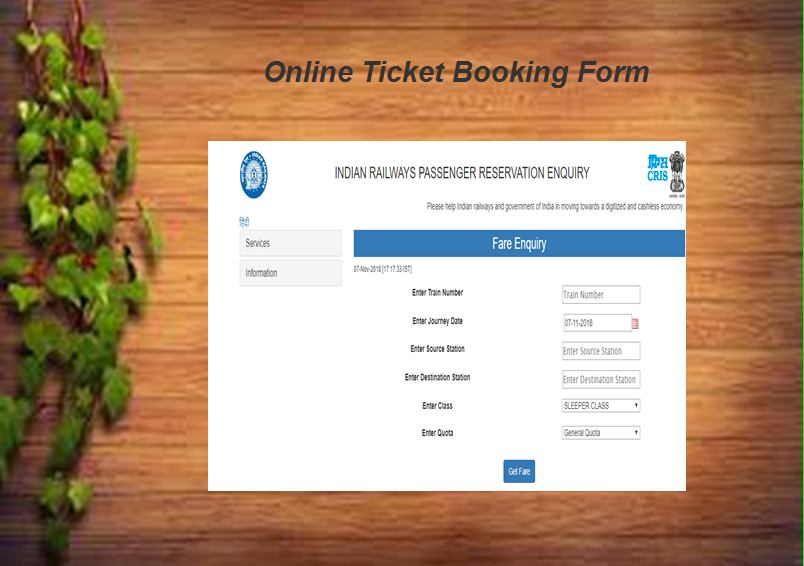 Online Ticket Booking Form
INDIAN RAILWAYS PASSENGER RESERVATION ENQUIRY
CRIS
Please help Indian railways and government of India in moving towards a digitized and cashless economy.
हिंदी
Services
Fare Enquiry
Information
07-Nov-2018 [17:17:33 IST]
Enter Train Number
Train Number
Enter Journey Date
07-11-2018
Enter Source Station
Enter Source Station
Enter Destination Station
Enter Destination Station
Enter Class
SLEEPER CLASS
Enter Quota
General Quota
Get Fare